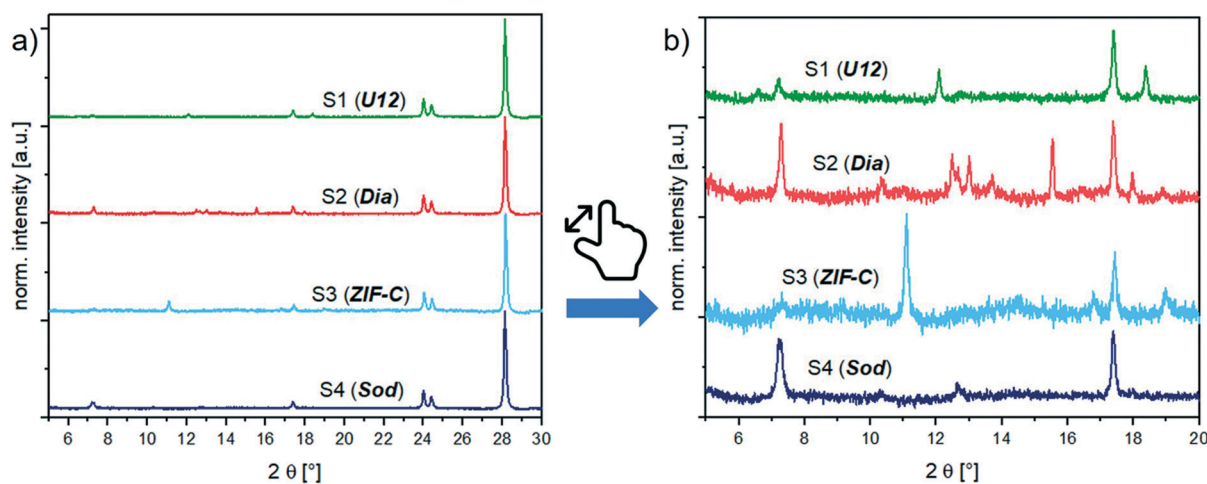 a)
norm. intensity [a.u.]
S1 (U12)
S2 (Dia)
S3 (ZIF-C)
S4 (Sod)
6 8 10 12 14 16 18 20 22 24 26 28 30
2 θ [°]
b)
norm. intensity [a.u.]
S1 (U12)
S2 (Dia)
S3 (ZIF-C)
S4 (Sod)
6 8 10 12 14 16 18 20
2 θ [°]